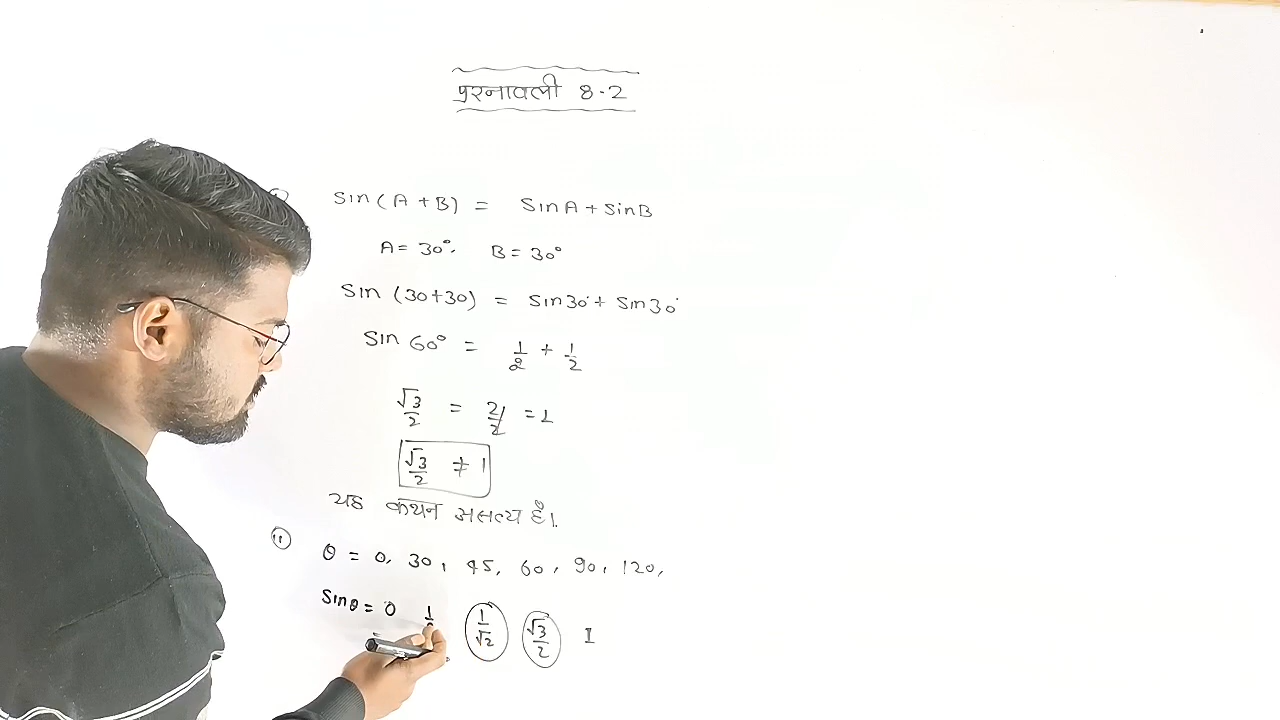 प्रश्नावली 8.2
sin(A+B) = sinA+sinB
A=30°, B=30°
sin (30+30) = sin30°+ sin30°
sin 60° = 1/2 + 1/2
√3/2 = 2/2 =1
√3/2 ≠ 1
यह कथन असत्य है।
(ii) θ = 0, 30, 45, 60, 90, 120,
sinθ = 0 1/√2 √3/2 1